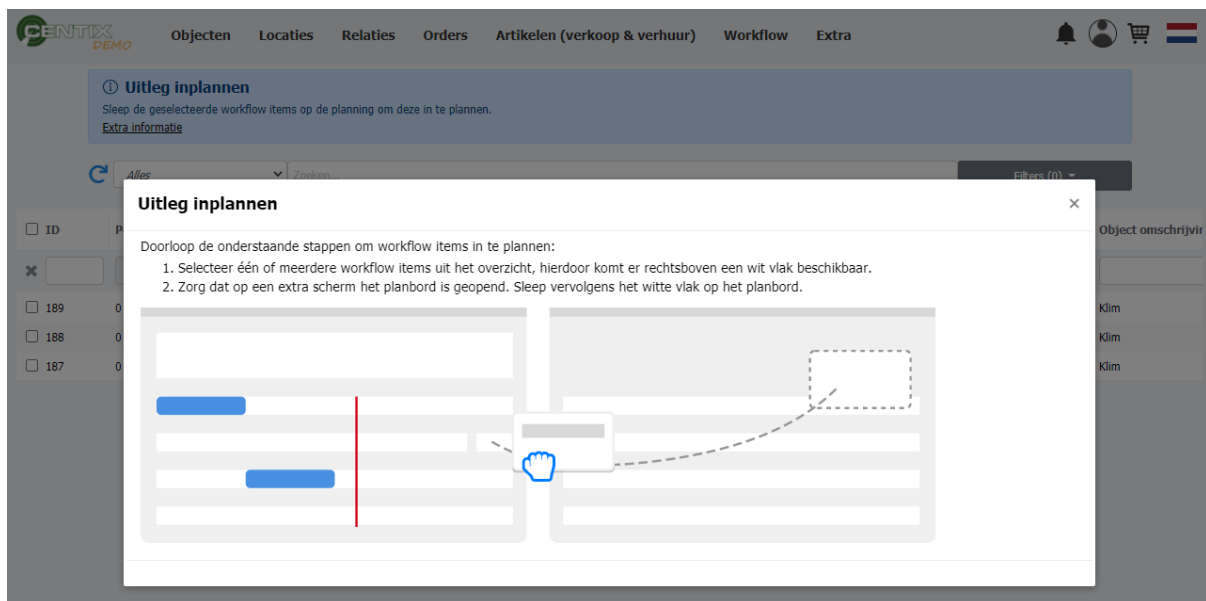 CENTIX
DEMO
Objecten Locaties Relaties Orders Artikelen (verkoop & verhuur) Workflow Extra
Uitleg inplannen
Sleep de geselecteerde workflow items op de planning om deze in te plannen.
Extra informatie
Alles Zoeken... Filters (0)
Uitleg inplannen ×
ID P Object omschrijvir
Doorloop de onderstaande stappen om workflow items in te plannen:
1. Selecteer één of meerdere workflow items uit het overzicht, hierdoor komt er rechtsboven een wit vlak beschikbaar.
2. Zorg dat op een extra scherm het planbord is geopend. Sleep vervolgens het witte vlak op het planbord.
189 0 Klim
188 0 Klim
187 0 Klim